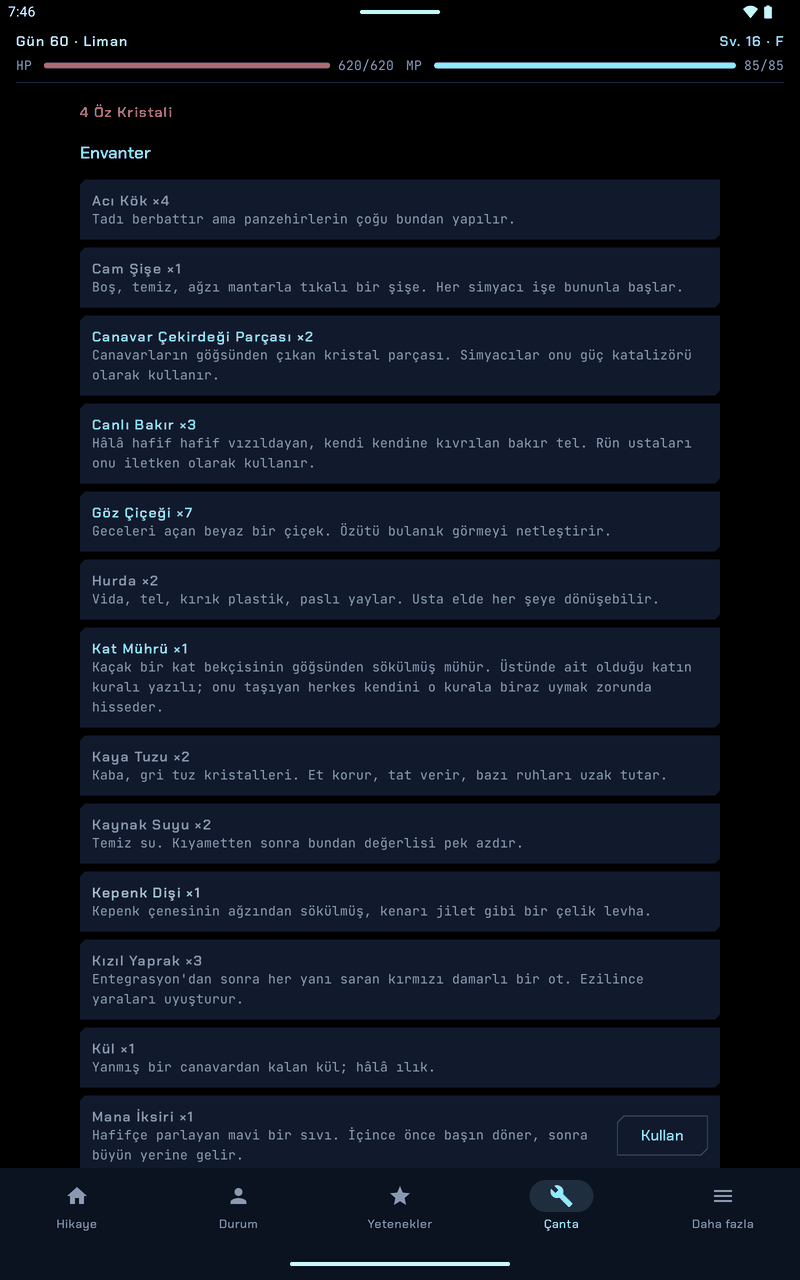 7:46
Gün 60 · Liman
Sv. 16 · F
HP 620/620 MP 85/85
4 Öz Kristali
Envanter
Acı Kök ×4
Tadı berbattır ama panzehirlerin çoğu bundan yapılır.
Cam Şişe ×1
Boş, temiz, ağzı mantarla tıkalı bir şişe. Her simyacı işe bununla başlar.
Canavar Çekirdeği Parçası ×2
Canavarların göğsünden çıkan kristal parçası. Simyacılar onu güç katalizörü
olarak kullanır.
Canlı Bakır ×3
Hâlâ hafif hafif vızıldayan, kendi kendine kıvrılan bakır tel. Rün ustaları
onu iletken olarak kullanır.
Göz Çiçeği ×7
Geceleri açan beyaz bir çiçek. Özütü bulanık görmeyi netleştirir.
Hurda ×2
Vida, tel, kırık plastik, paslı yaylar. Usta elde her şeye dönüşebilir.
Kat Mührü ×1
Kaçak bir kat bekçisinin göğsünden sökülmüş mühür. Üstünde ait olduğu katın
kuralı yazılı; onu taşıyan herkes kendini o kurala biraz uymak zorunda
hisseder.
Kaya Tuzu ×2
Kaba, gri tuz kristalleri. Et korur, tat verir, bazı ruhları uzak tutar.
Kaynak Suyu ×2
Temiz su. Kıyametten sonra bundan değerlisi pek azdır.
Kepenk Dişi ×1
Kepenk çenesinin ağzından sökülmüş, kenarı jilet gibi bir çelik levha.
Kızıl Yaprak ×3
Entegrasyon'dan sonra her yanı saran kırmızı damarlı bir ot. Ezilince
yaraları uyuşturur.
Kül ×1
Yanmış bir canavardan kalan kül; hâlâ ılık.
Mana İksiri ×1
Hafifçe parlayan mavi bir sıvı. İçince önce başın döner, sonra
büyün yerine gelir.
Kullan
Hikaye
Durum
Yetenekler
Çanta
Daha fazla